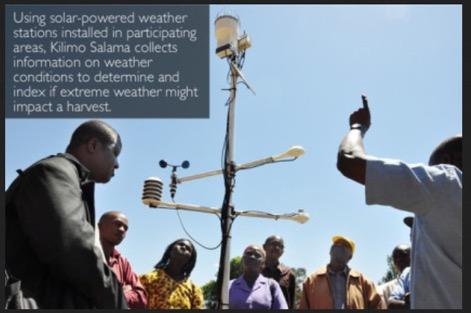 Using solar-powered weather
stations installed in participating
areas, Kilimo Salama collects
information on weather
conditions to determine and
index if extreme weather might
impact a harvest.